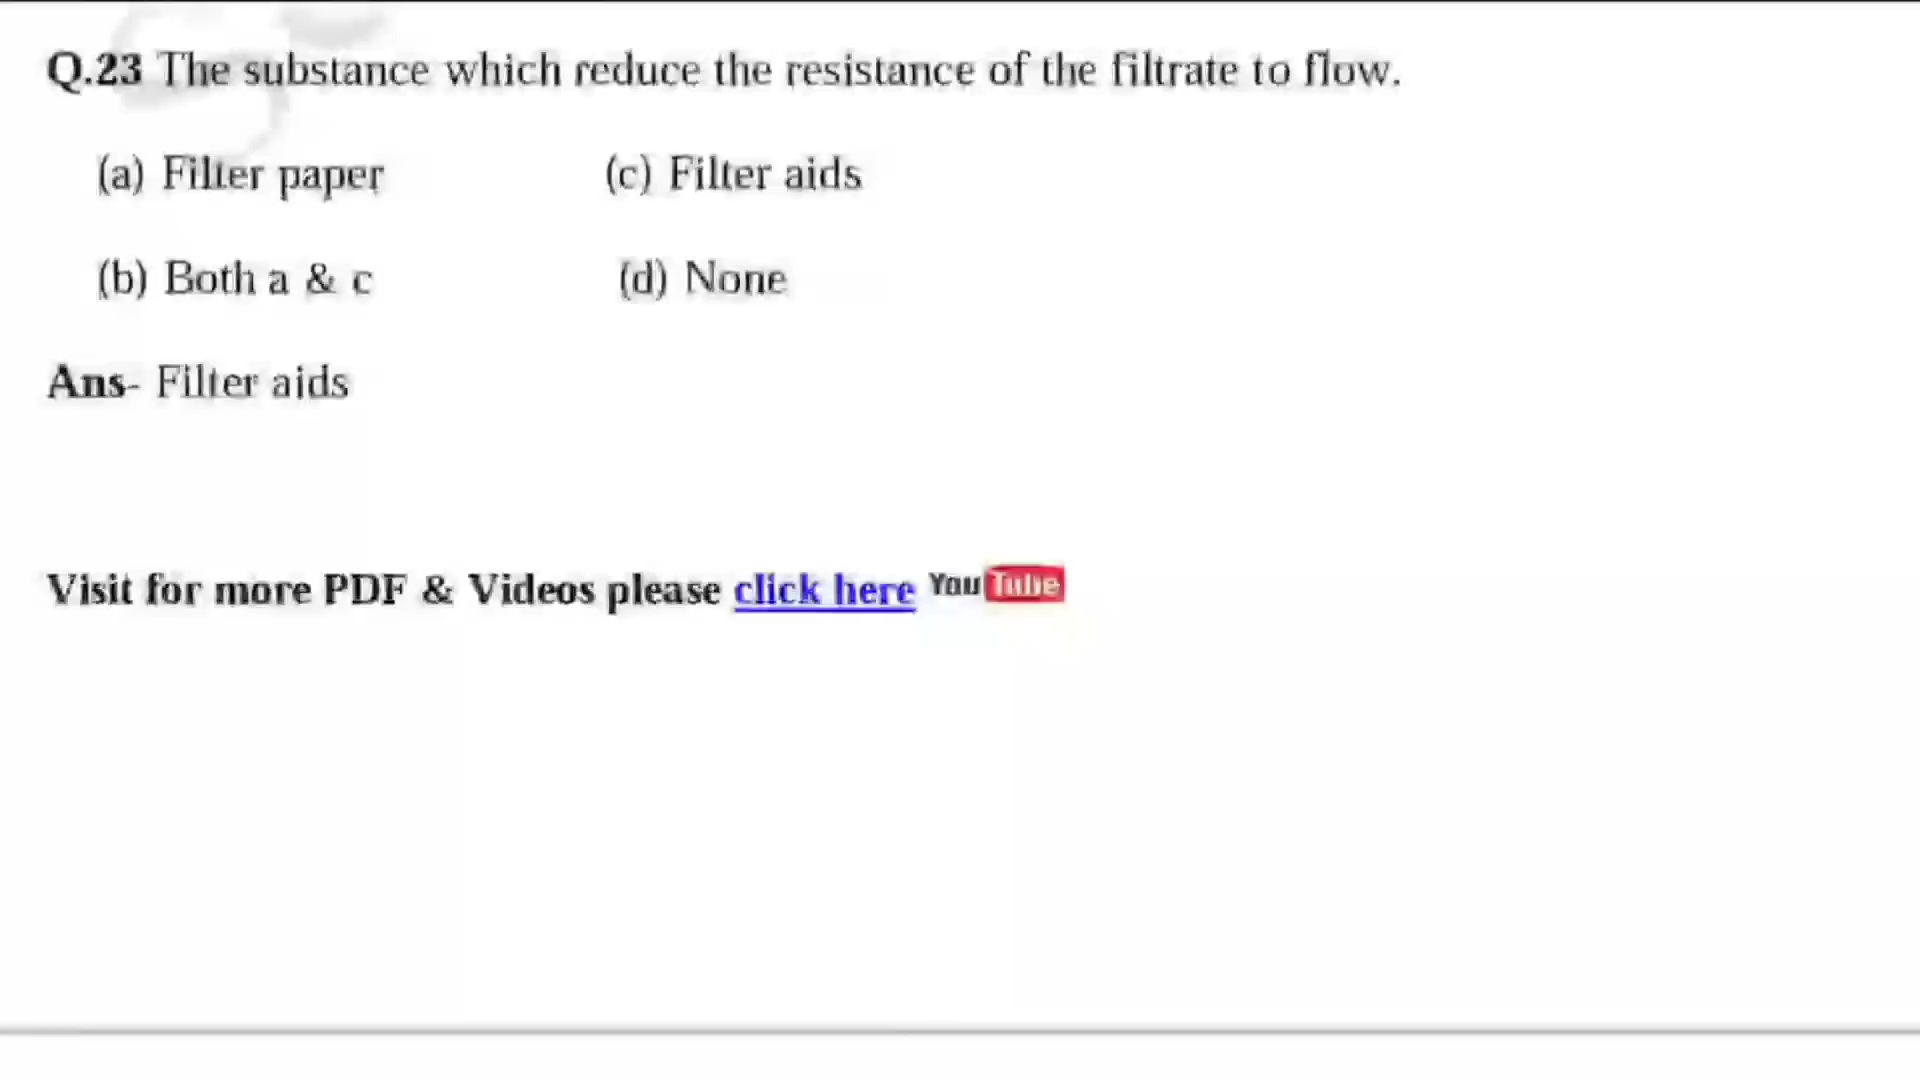 Q.23 The substance which reduce the resistance of the filtrate to flow.
(a) Filter paper (c) Filter aids
(b) Both a & c (d) None
Ans- Filter aids
Visit for more PDF & Videos please click here YouTube